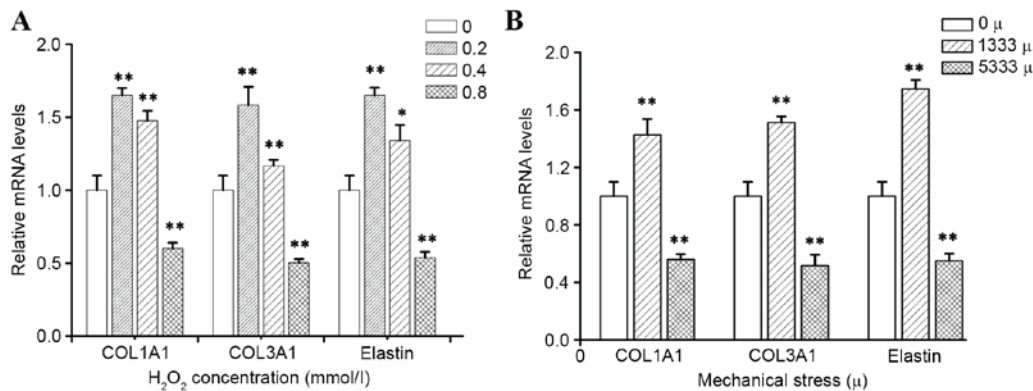 A
0
0.2
0.4
0.8
2.0
1.5
1.0
0.5
0.0
Relative mRNA levels
** ** **
** ** **
** * **
COL1A1 COL3A1 Elastin
H2O2 concentration (mmol/l)
B
0 μ
1333 μ
5333 μ
2.0
1.6
1.2
0.8
0.4
0.0
Relative mRNA levels
** **
** **
** **
0 COL1A1 COL3A1 Elastin
Mechanical stress (μ)